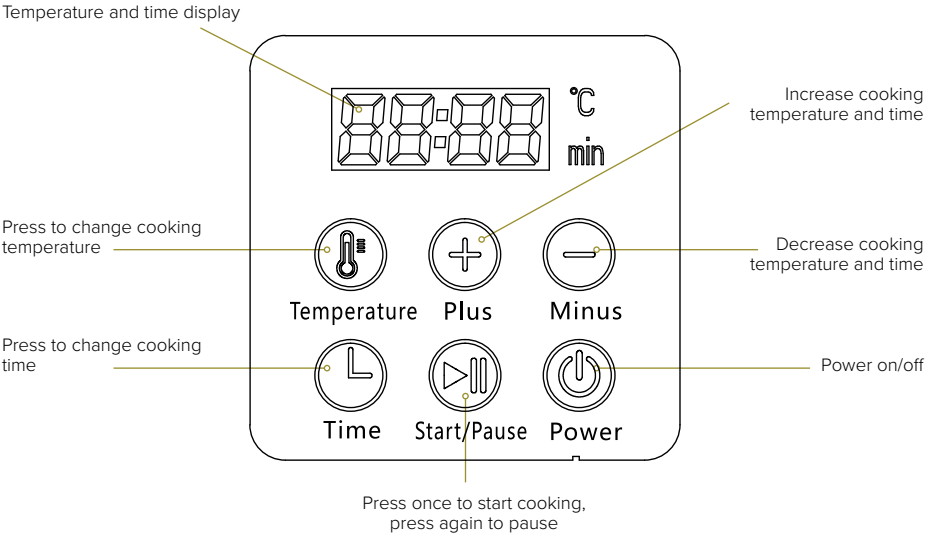 Temperature and time display
88:88
°C
min
Increase cooking
temperature and time
Press to change cooking
temperature
Decrease cooking
temperature and time
Temperature Plus Minus
Press to change cooking
time
Power on/off
Time Start/Pause Power
Press once to start cooking,
press again to pause